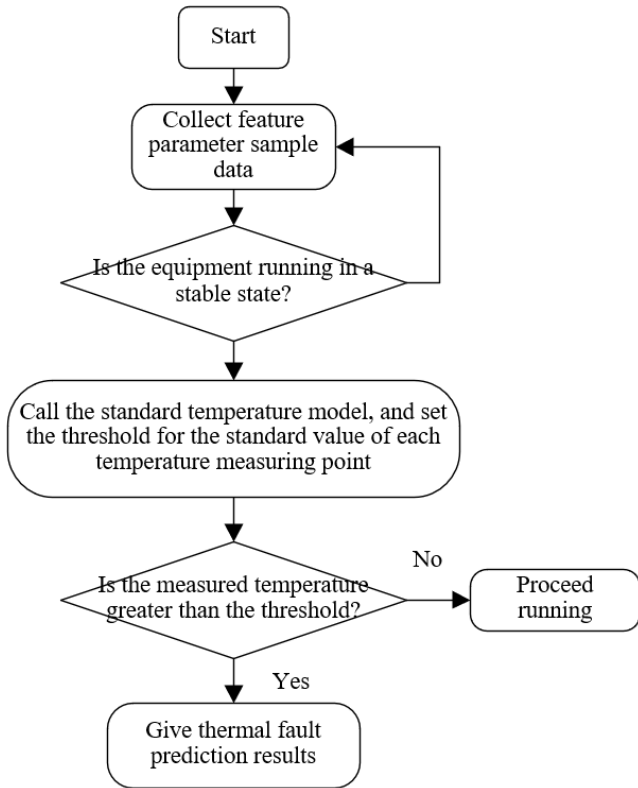 Start
Collect feature
parameter sample
data
Is the equipment running in a
stable state?
Call the standard temperature model, and set
the threshold for the standard value of each
temperature measuring point
Is the measured temperature
greater than the threshold?
No
Proceed
running
Yes
Give thermal fault
prediction results